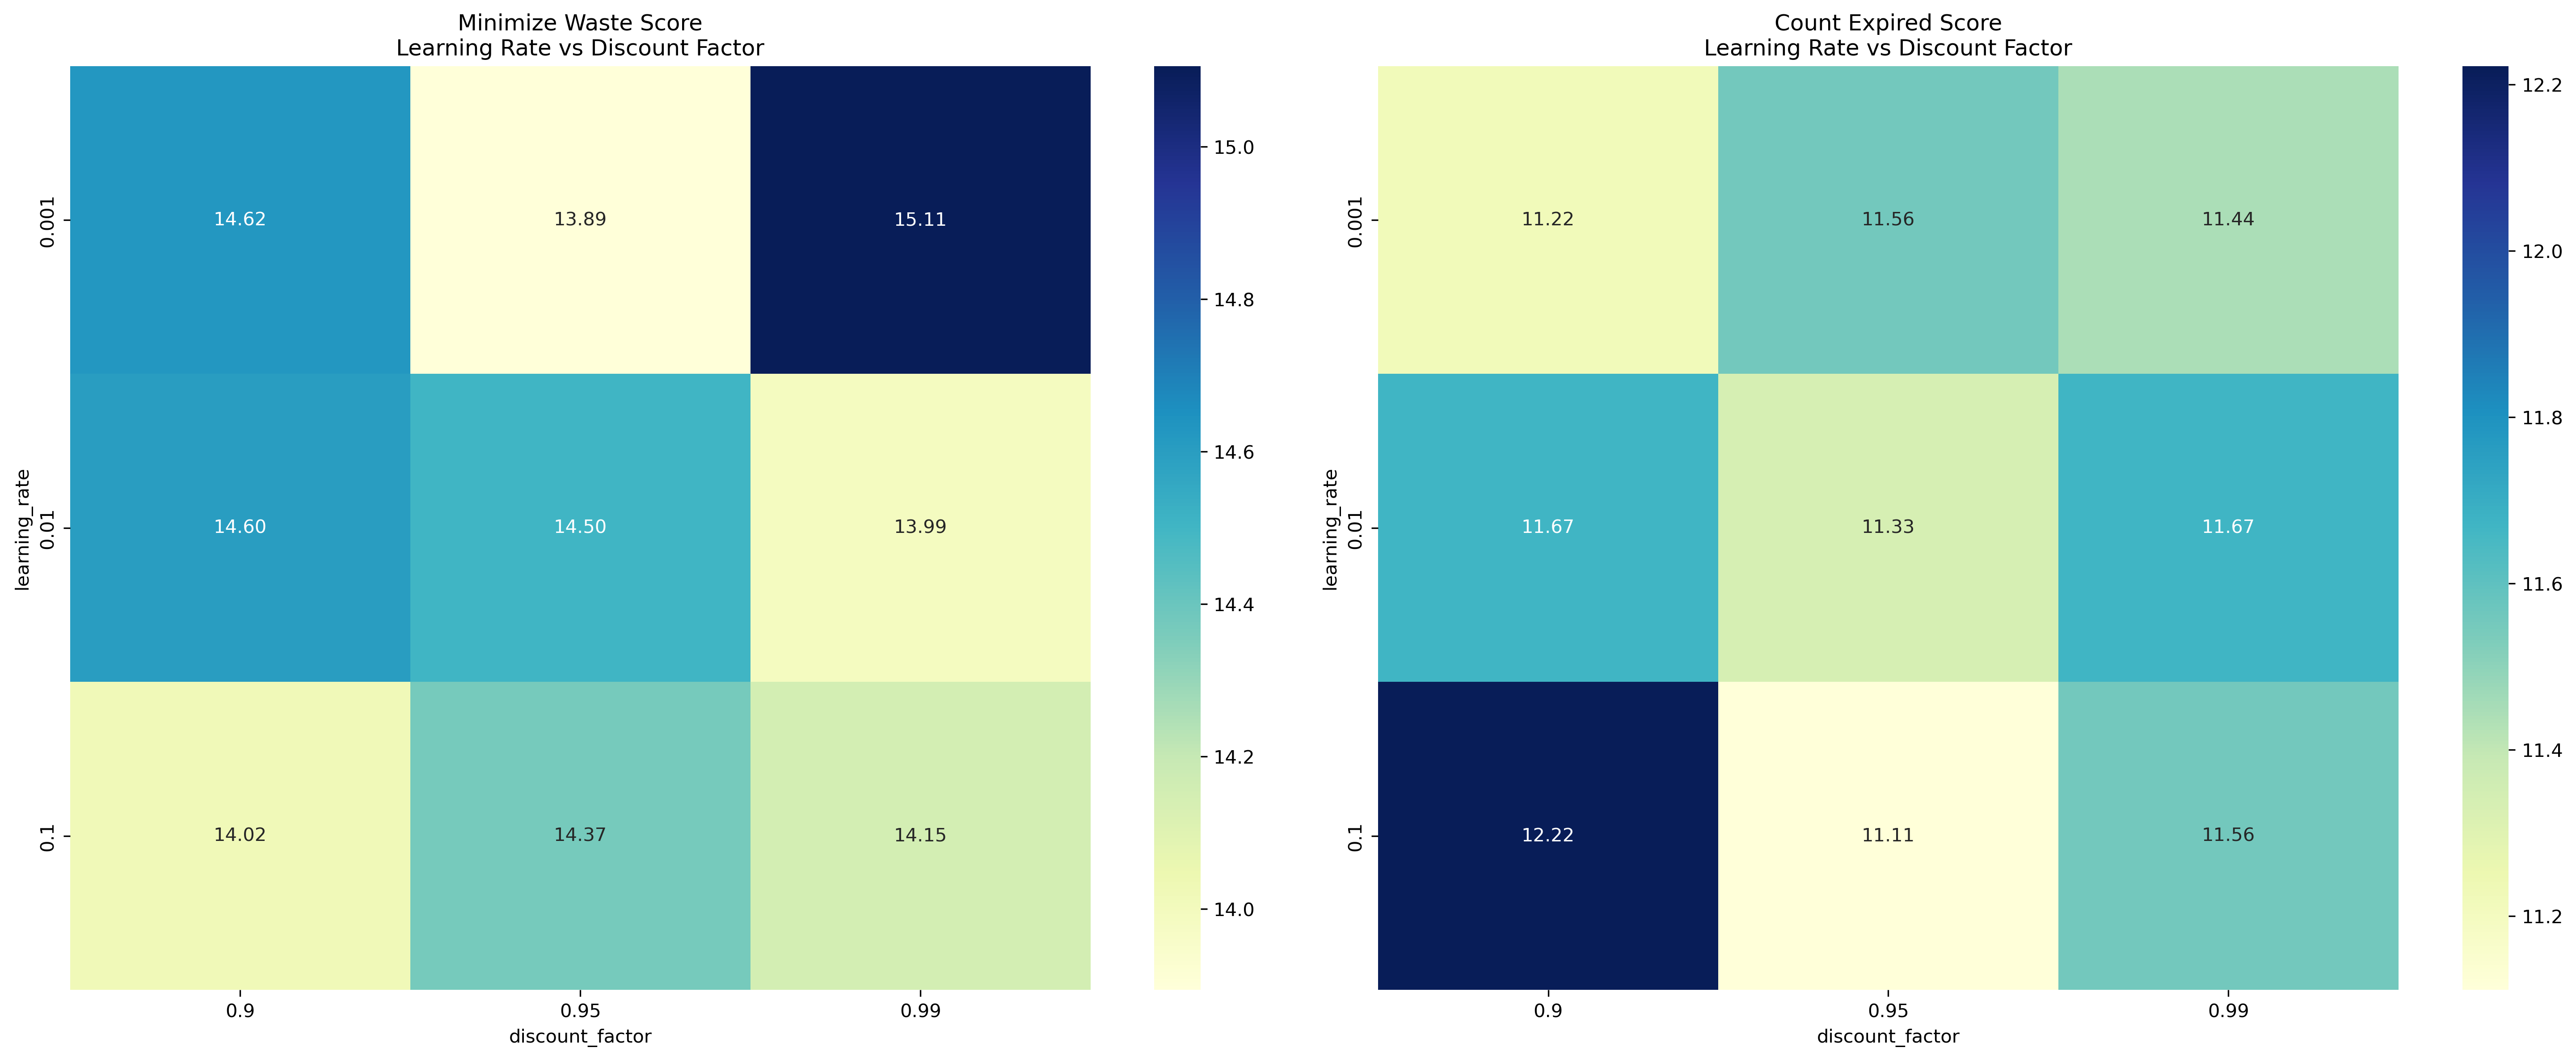 Minimize Waste Score
Learning Rate vs Discount Factor
learning_rate
0.001
14.62 13.89 15.11
0.01
14.60 14.50 13.99
0.1
14.02 14.37 14.15
0.9 0.95 0.99
discount_factor
15.0
14.8
14.6
14.4
14.2
14.0
Count Expired Score
Learning Rate vs Discount Factor
learning_rate
0.001
11.22 11.56 11.44
0.01
11.67 11.33 11.67
0.1
12.22 11.11 11.56
0.9 0.95 0.99
discount_factor
12.2
12.0
11.8
11.6
11.4
11.2